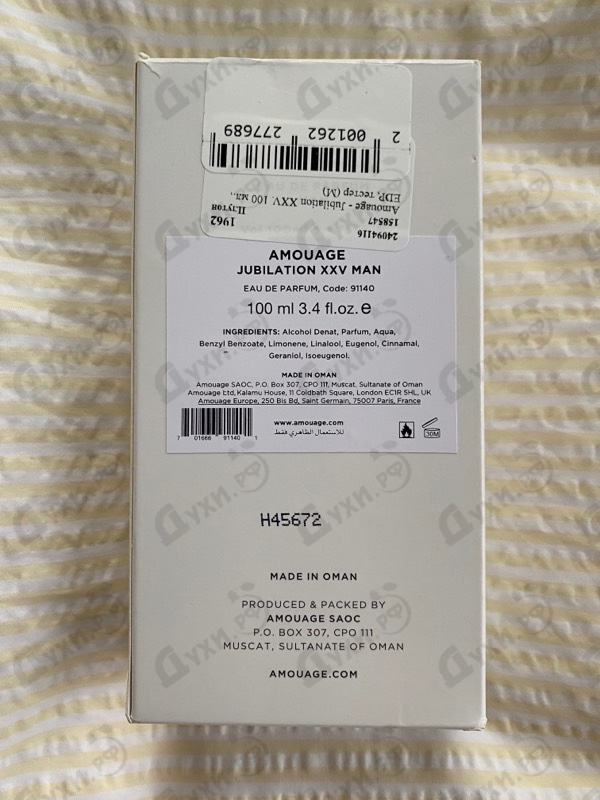 2 001262 277689
Amouage - Jubilation XXV. 100 мл.,
EDP, тестер (M)
24094116
158547
1962
Плутон
AMOUAGE
JUBILATION XXV MAN
EAU DE PARFUM, Code: 91140
100 ml 3.4 fl.oz. e
INGREDIENTS: Alcohol Denat, Parfum, Aqua,
Benzyl Benzoate, Limonene, Linalool, Eugenol, Cinnamal,
Geraniol, Isoeugenol.
MADE IN OMAN
Amouage SAOC, P.O. Box 307, CPO 111, Muscat, Sultanate of Oman
Amouage Ltd, Kalamu House, 11 Coldbath Square, London EC1R 5HL, UK
Amouage Europe, 250 Bis Bd, Saint Germain, 75007 Paris, France
www.amouage.com
للاستعمال الظاهري فقط
7 01666 91140 1
30M
H45672
MADE IN OMAN
PRODUCED & PACKED BY
AMOUAGE SAOC
P.O. BOX 307, CPO 111
MUSCAT, SULTANATE OF OMAN
AMOUAGE.COM
Духи.рф